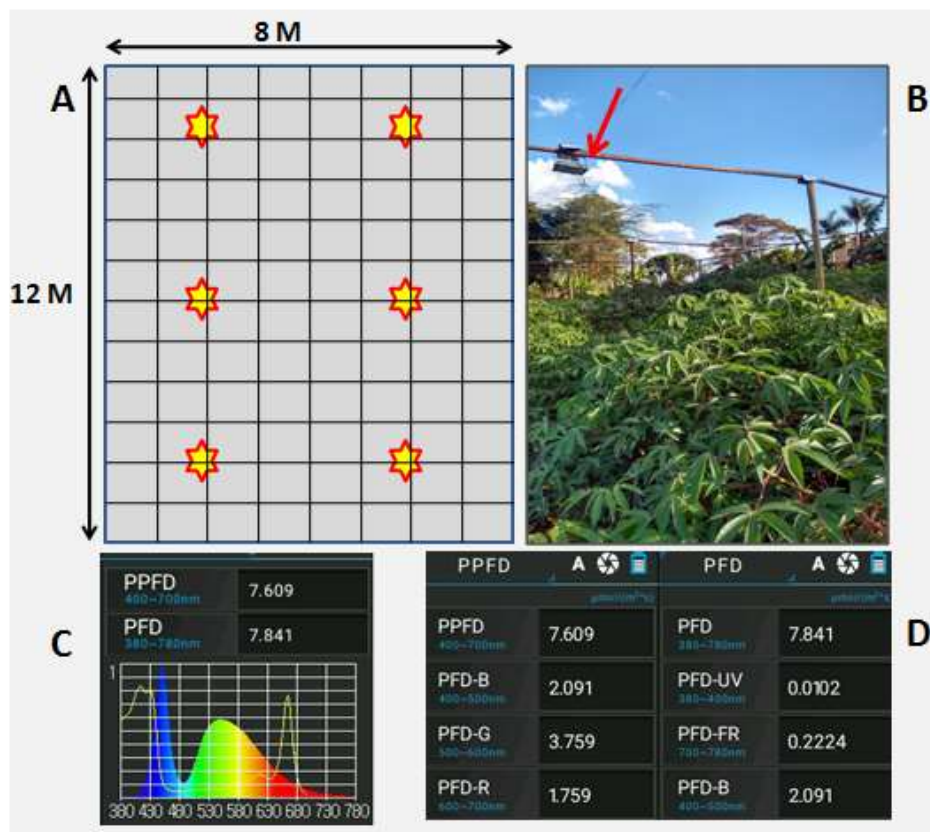 8 M
A
B
12 M
C
PPFD
400~700nm
7.609
PFD
380~780nm
7.841
1
380 430 480 530 580 630 680 730 780
D
PPFD
A
PPFD
400~700nm
7.609
PFD-B
400~500nm
2.091
PFD-G
500~600nm
3.759
PFD-R
600~700nm
1.759
PFD
A
PFD
380~780nm
7.841
PFD-UV
380~400nm
0.0102
PFD-FR
700~780nm
0.2224
PFD-B
400~500nm
2.091